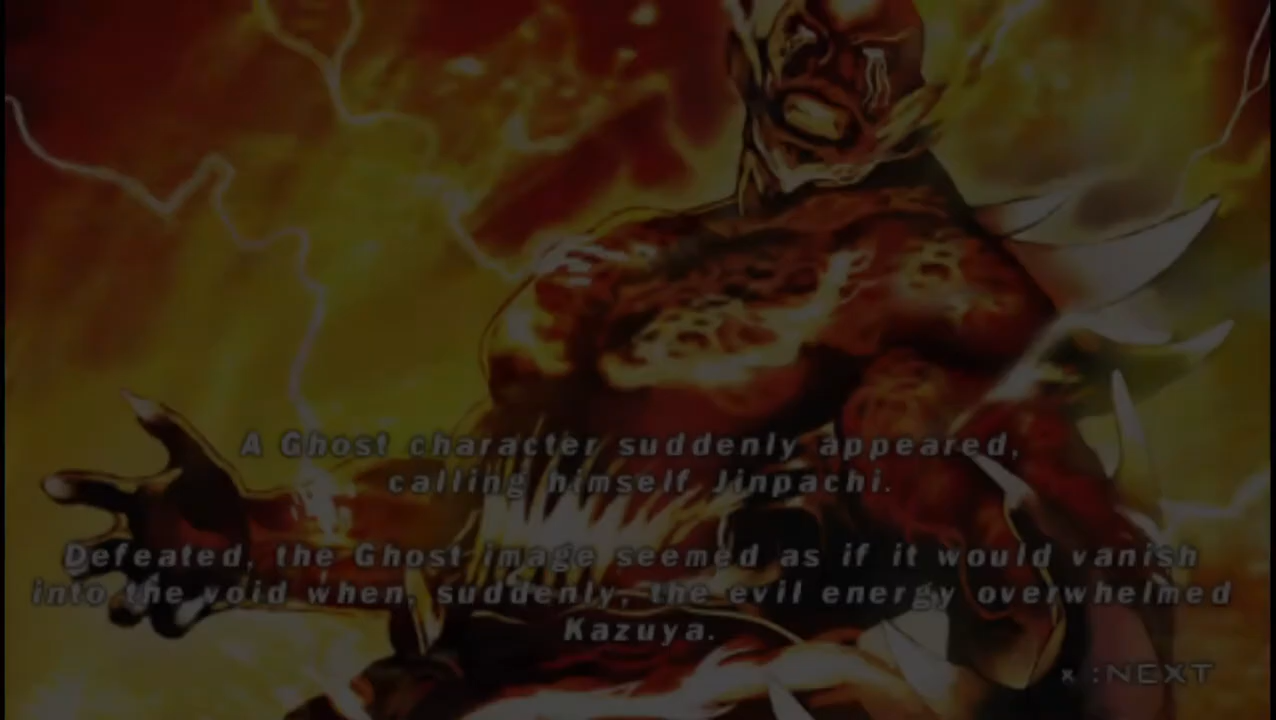 A Ghost character suddenly appeared,
calling himself Jinpachi.
Defeated, the Ghost image seemed as if it would vanish
into the void when, suddenly, the evil energy overwhelmed
Kazuya.
x :NEXT